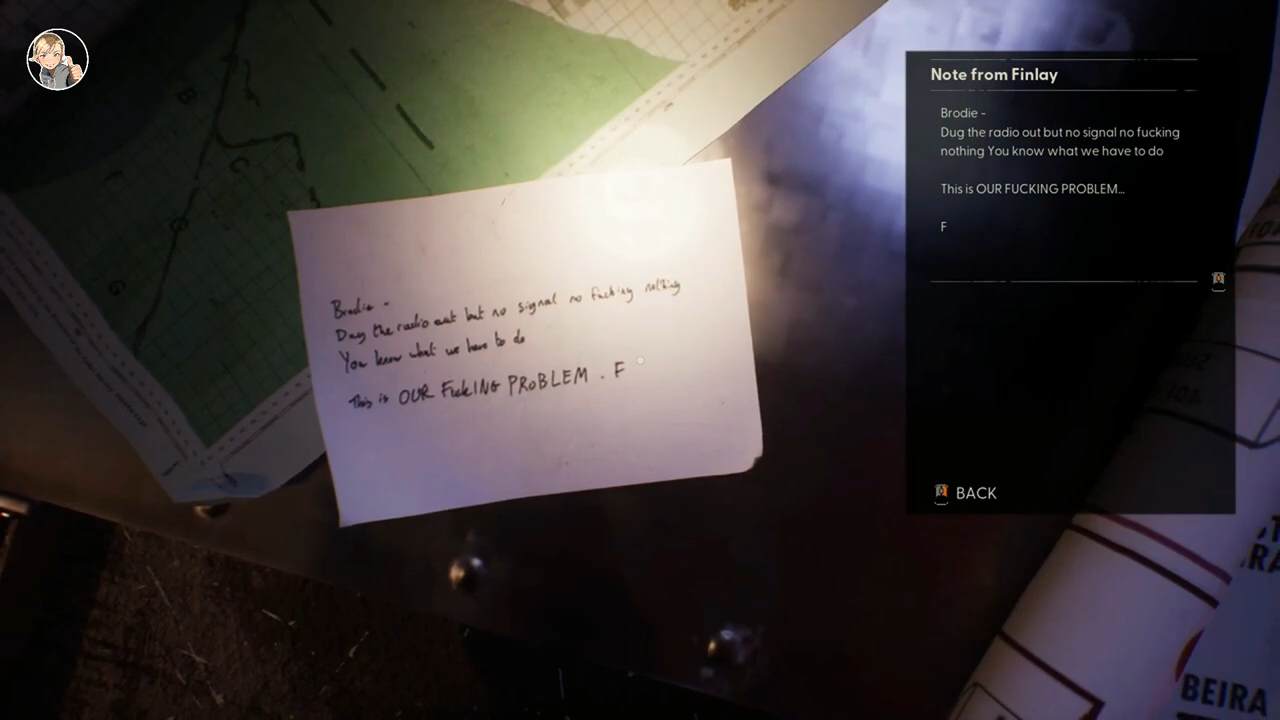 Brodie -
Dug the radio out but no signal no fucking nothing
You know what we have to do
This is OUR FuckING PRoBLEM . F
Note from Finlay
Brodie -
Dug the radio out but no signal no fucking
nothing You know what we have to do
This is OUR FUCKING PROBLEM...
F
BACK
BEIRA